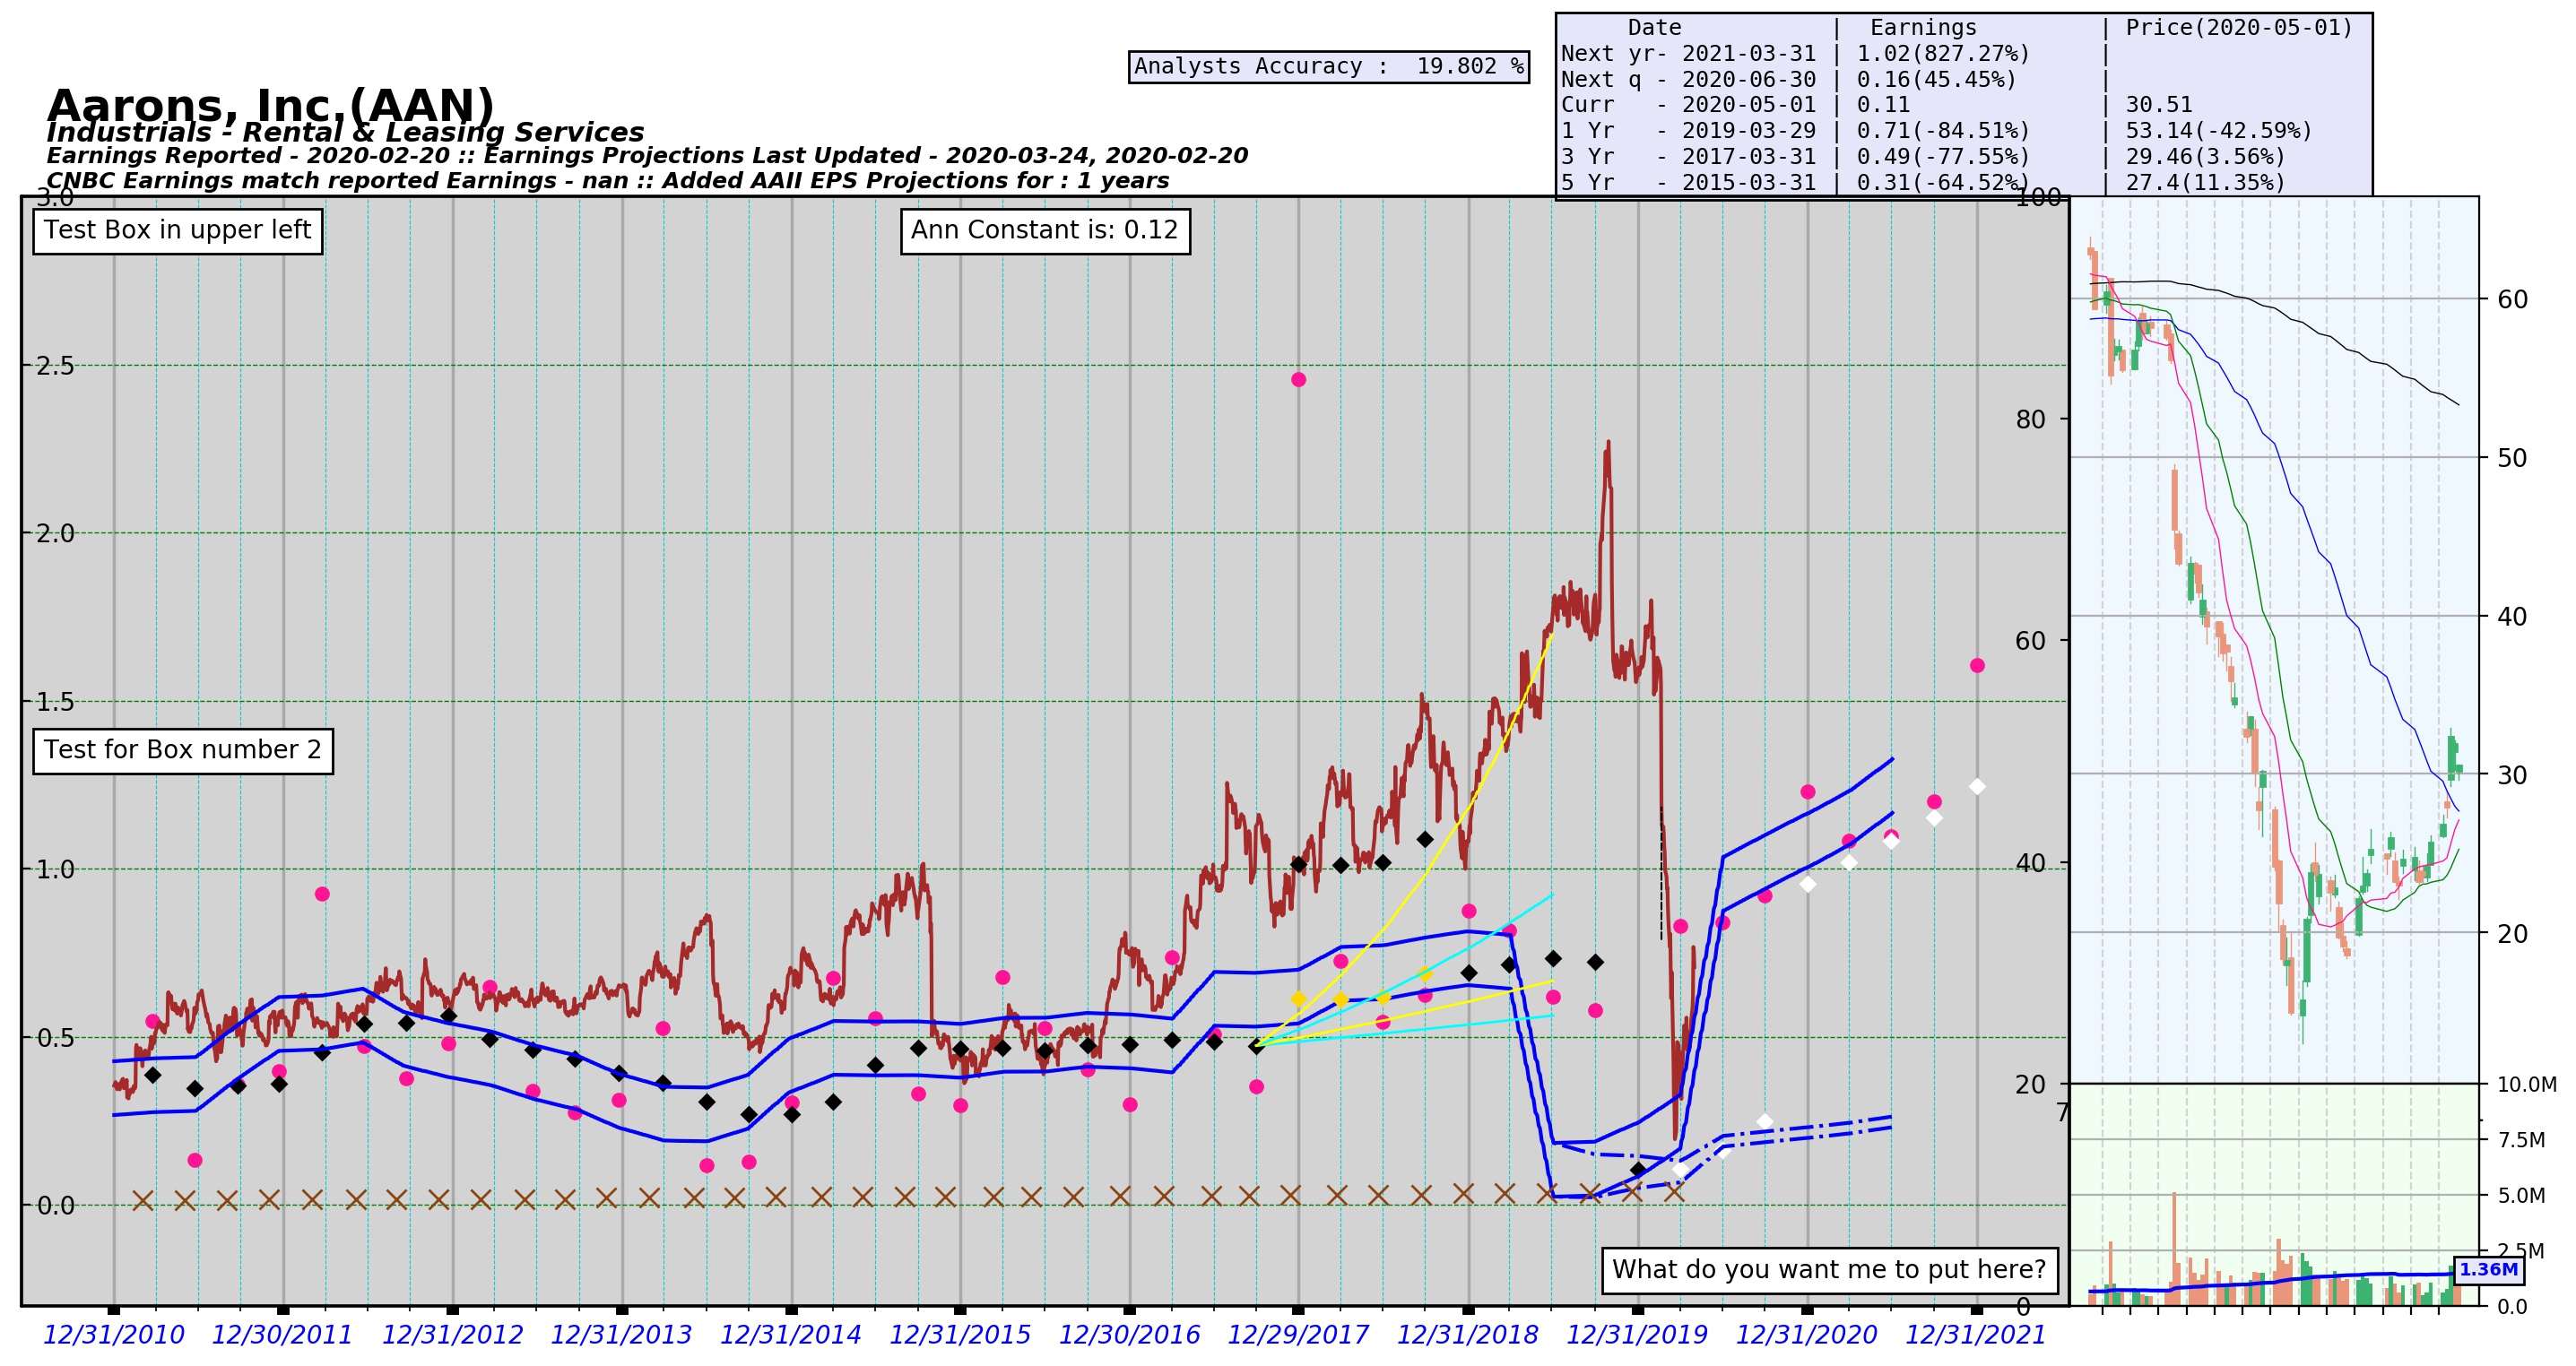 Date | Earnings | Price(2020-05-01)
Next yr- 2021-03-31 | 1.02(827.27%) |
Next q - 2020-06-30 | 0.16(45.45%) |
Curr - 2020-05-01 | 0.11 | 30.51
1 Yr - 2019-03-29 | 0.71(-84.51%) | 53.14(-42.59%)
3 Yr - 2017-03-31 | 0.49(-77.55%) | 29.46(3.56%)
5 Yr - 2015-03-31 | 0.31(-64.52%) | 27.4(11.35%)
Analysts Accuracy : 19.802 %
Aarons, Inc.(AAN)
Industrials - Rental & Leasing Services
Earnings Reported - 2020-02-20 :: Earnings Projections Last Updated - 2020-03-24, 2020-02-20
CNBC Earnings match reported Earnings - nan :: Added AAII EPS Projections for : 1 years
Test Box in upper left
Ann Constant is: 0.12
Test for Box number 2
What do you want me to put here?
3.0
2.5
2.0
1.5
1.0
0.5
0.0
100
80
60
40
20
0
7
60
50
40
30
20
10.0M
7.5M
5.0M
2.5M
0.0
1.36M
12/31/2010 12/30/2011 12/31/2012 12/31/2013 12/31/2014 12/31/2015 12/30/2016 12/29/2017 12/31/2018 12/31/2019 12/31/2020 12/31/2021